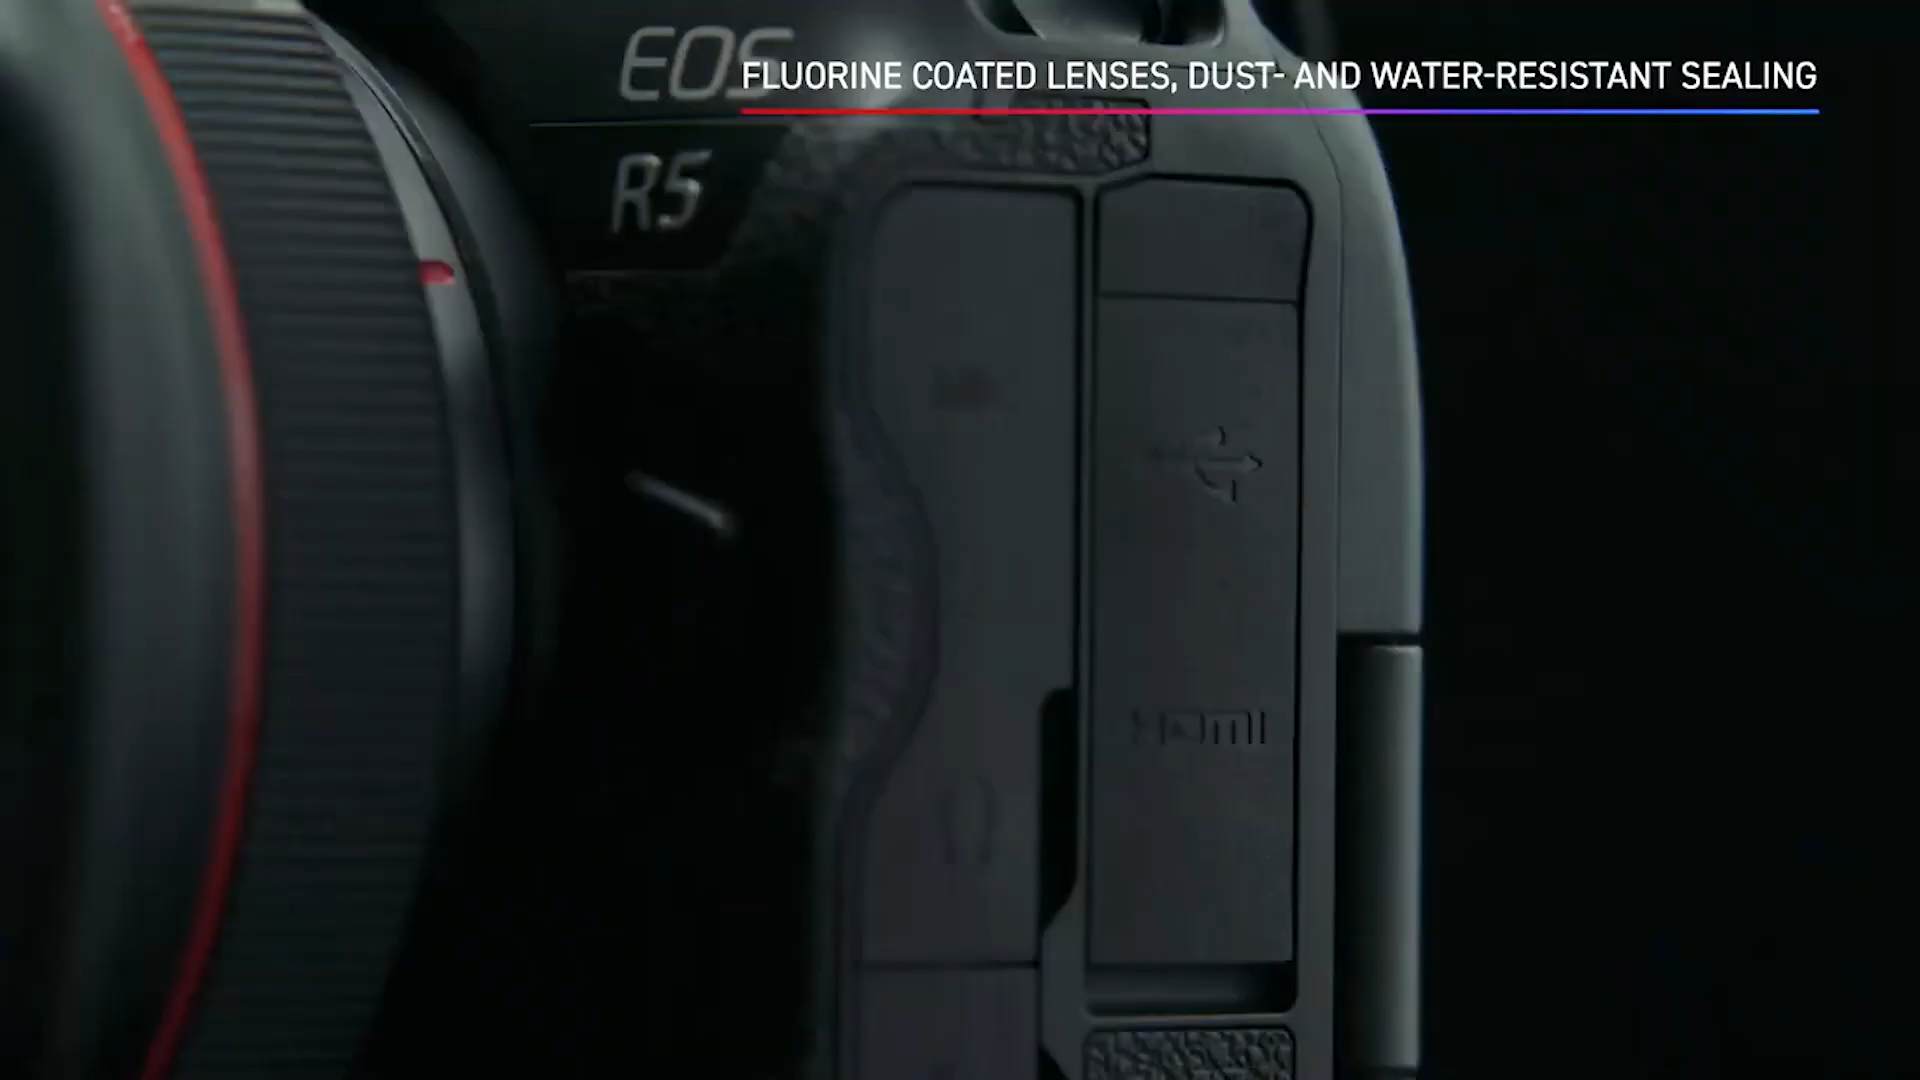 EOS
FLUORINE COATED LENSES, DUST- AND WATER-RESISTANT SEALING
R5
HDMI